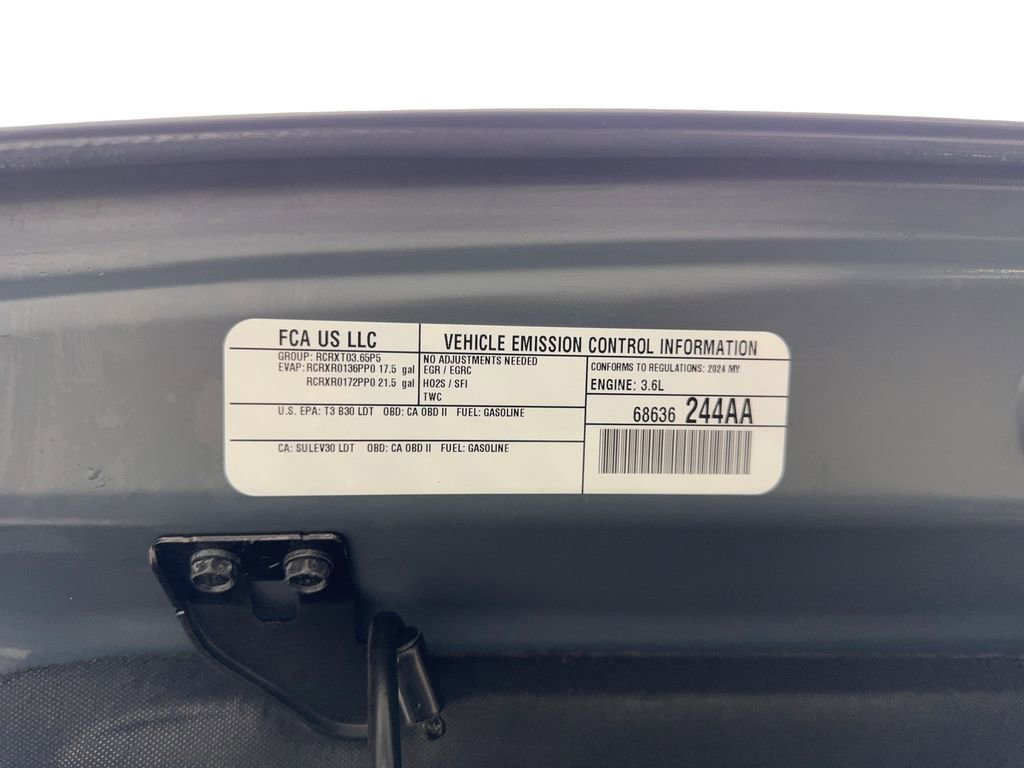 FCA US LLC
VEHICLE EMISSION CONTROL INFORMATION
GROUP: RCRXT03.65P5
EVAP: RCRXR0136PP0 17.5 gal
RCRXR0172PP0 21.5 gal
NO ADJUSTMENTS NEEDED
EGR / EGRC
HO2S / SFI
TWC
CONFORMS TO REGULATIONS: 2024 MY
ENGINE: 3.6L
68636 244AA
U.S. EPA: T3 B30 LDT OBD: CA OBD II FUEL: GASOLINE
CA: SULEV30 LDT OBD: CA OBD II FUEL: GASOLINE